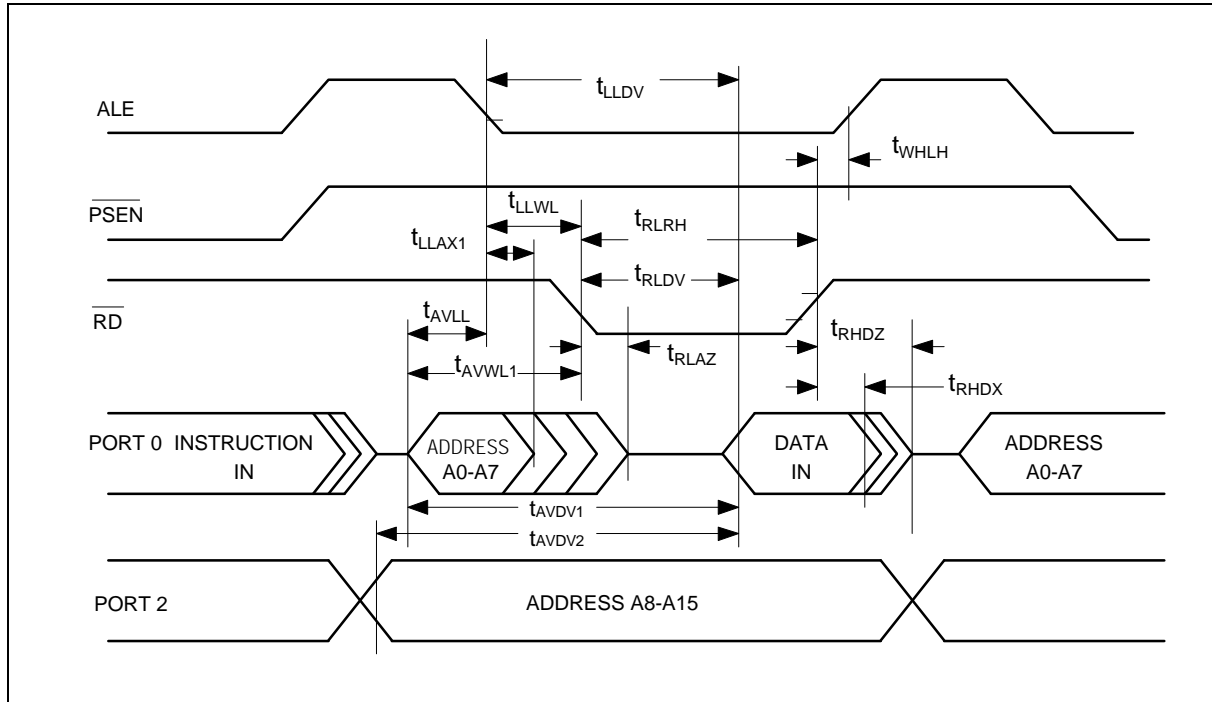 ALE
tLLDV
tWHLH
PSEN
tLLWL
tRLRH
tLLAX1
tRLDV
RD
tAVLL
tRLAZ
tRHDZ
tAVWL1
tRHDX
PORT 0 INSTRUCTION
IN
ADDRESS
A0-A7
DATA
IN
ADDRESS
A0-A7
tAVDV1
tAVDV2
PORT 2
ADDRESS A8-A15